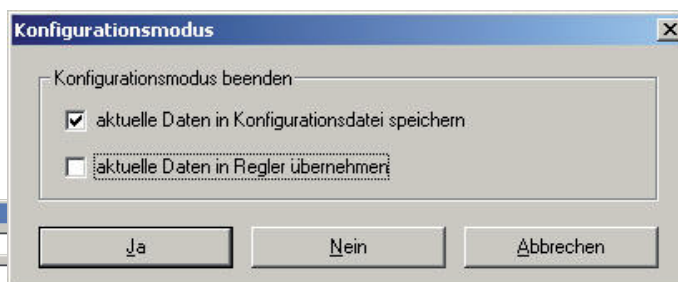 Konfigurationsmodus
Konfigurationsmodus beenden
aktuelle Daten in Konfigurationsdatei speichern
aktuelle Daten in Regler übernehmen
Ja
Nein
Abbrechen